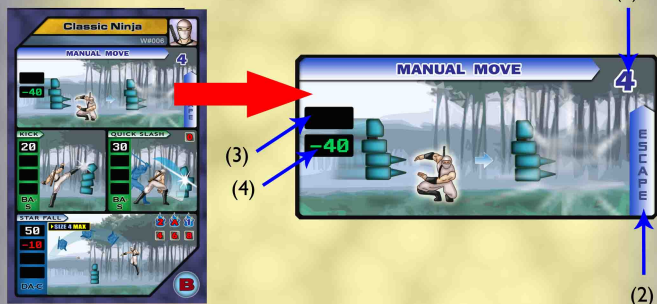 Classic Ninja
W#006
MANUAL MOVE
4
-40
KICK
20
BA
S
QUICK SLASH
30
BA
S
STAR FALL
50
-10
SIZE 4 MAX
DA-C
B
MANUAL MOVE
4
-40
ESCAPE
(3)
(4)
(2)